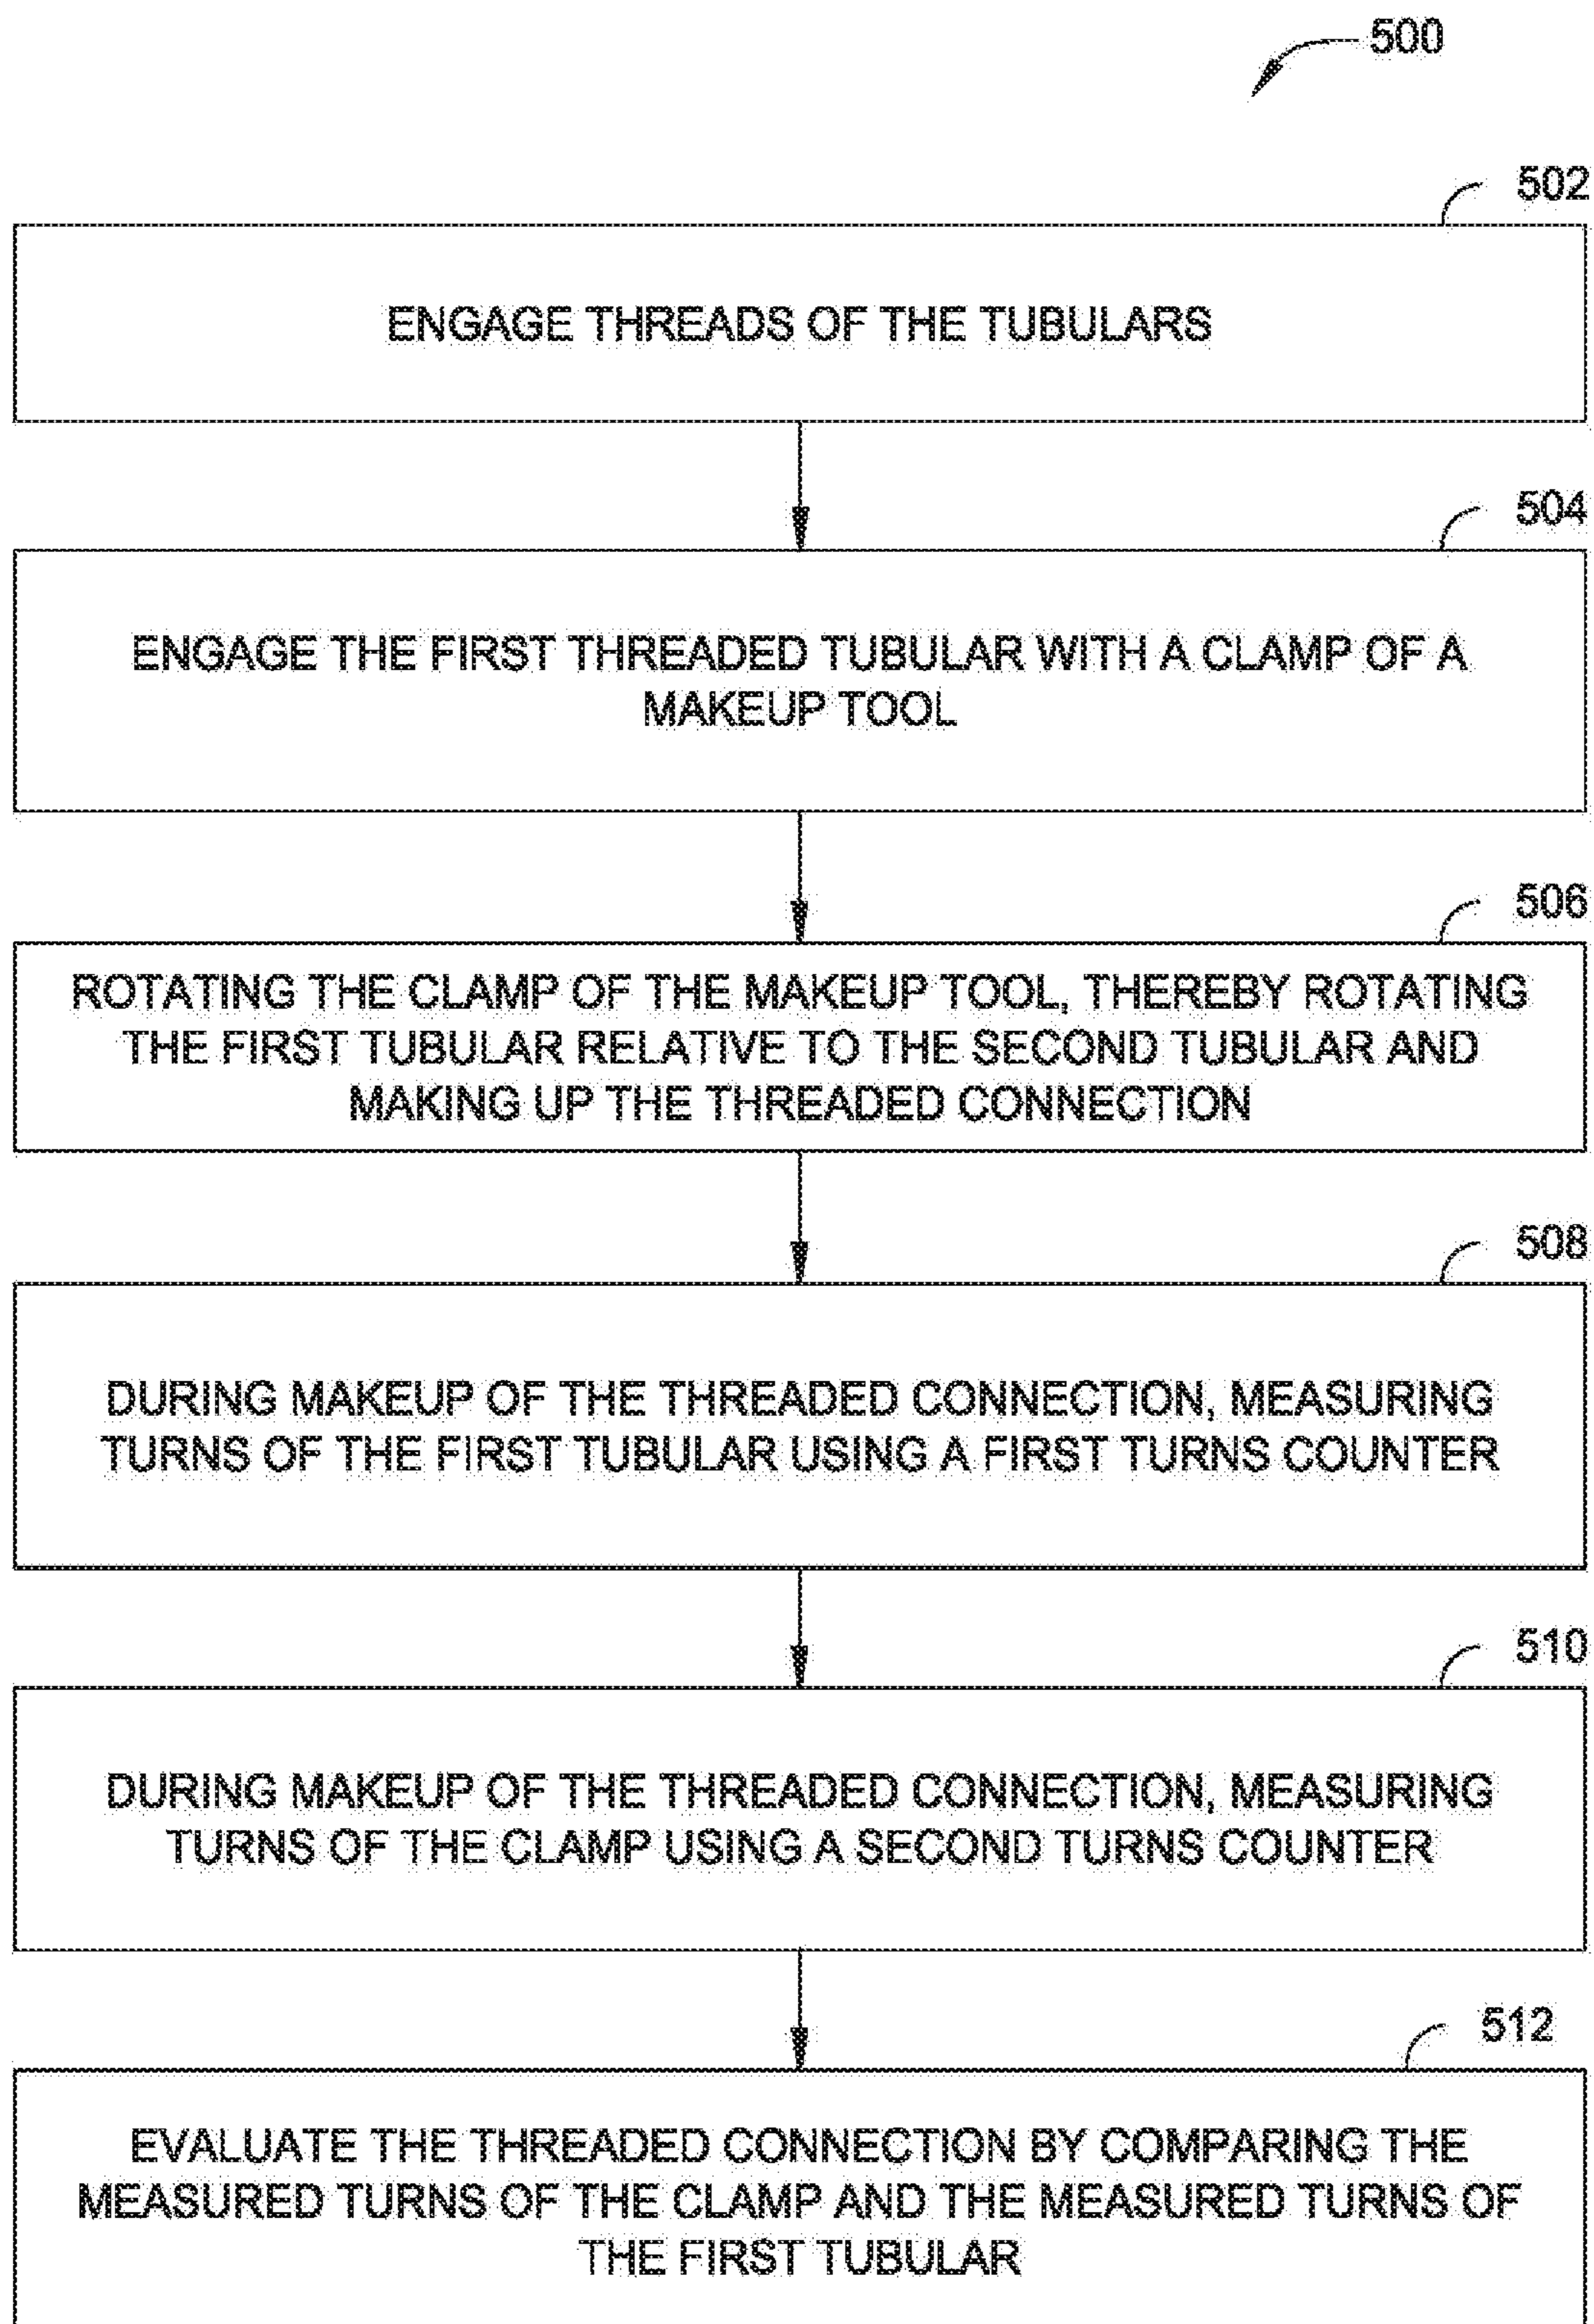 500
502
ENGAGE THREADS OF THE TUBULARS
504
ENGAGE THE FIRST THREADED TUBULAR WITH A CLAMP OF A
MAKEUP TOOL
506
ROTATING THE CLAMP OF THE MAKEUP TOOL, THEREBY ROTATING
THE FIRST TUBULAR RELATIVE TO THE SECOND TUBULAR AND
MAKING UP THE THREADED CONNECTION
508
DURING MAKEUP OF THE THREADED CONNECTION, MEASURING
TURNS OF THE FIRST TUBULAR USING A FIRST TURNS COUNTER
510
DURING MAKEUP OF THE THREADED CONNECTION, MEASURING
TURNS OF THE CLAMP USING A SECOND TURNS COUNTER
512
EVALUATE THE THREADED CONNECTION BY COMPARING THE
MEASURED TURNS OF THE CLAMP AND THE MEASURED TURNS OF
THE FIRST TUBULAR